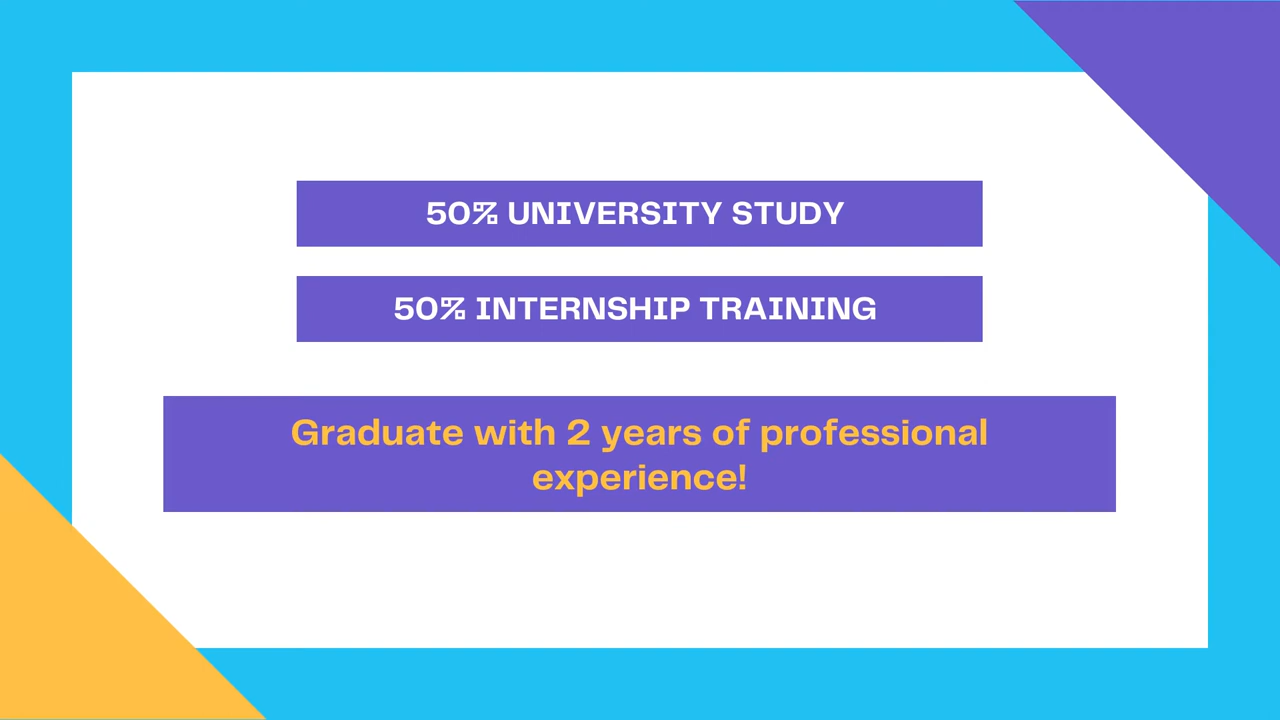 50% UNIVERSITY STUDY
50% INTERNSHIP TRAINING
Graduate with 2 years of professional
experience!